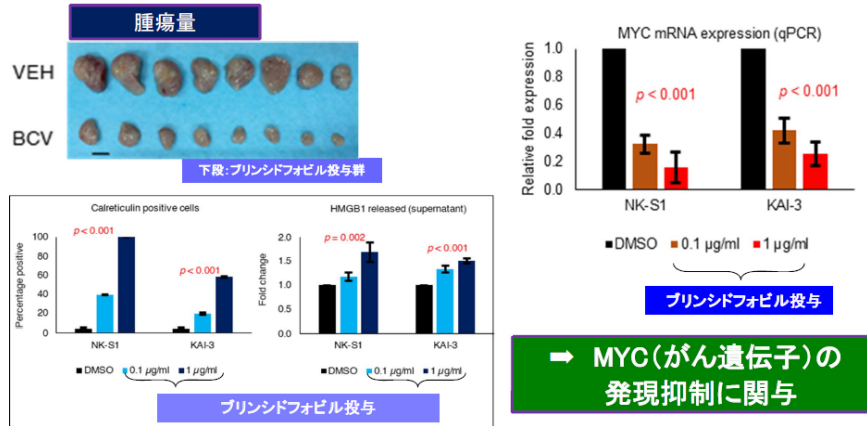 腫瘍量
VEH
BCV
下段：ブリンシドフォビル投与群
Calreticulin positive cells
Percentage positive
100
80
60
40
20
0
p < 0.001
p < 0.001
NK-S1
KAI-3
DMSO
0.1 µg/ml
1 µg/ml
HMGB1 released (supernatant)
Fold change
2.0
1.5
1.0
0.5
0.0
p = 0.002
p < 0.001
NK-S1
KAI-3
DMSO
0.1 µg/ml
1 µg/ml
ブリンシドフォビル投与
MYC mRNA expression (qPCR)
Relative fold expression
1.0
0.8
0.6
0.4
0.2
0.0
p < 0.001
p < 0.001
NK-S1
KAI-3
DMSO
0.1 µg/ml
1 µg/ml
ブリンシドフォビル投与
➡ MYC（がん遺伝子）の
発現抑制に関与